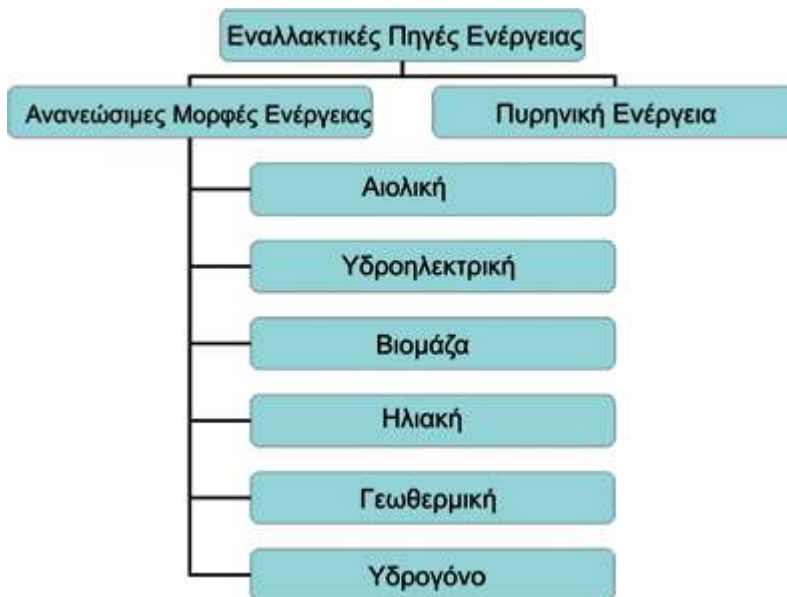 Εναλλακτικές Πηγές Ενέργειας
Ανανεώσιμες Μορφές Ενέργειας
Πυρηνική Ενέργεια
Αιολική
Υδροηλεκτρική
Βιομάζα
Ηλιακή
Γεωθερμική
Υδρογόνο